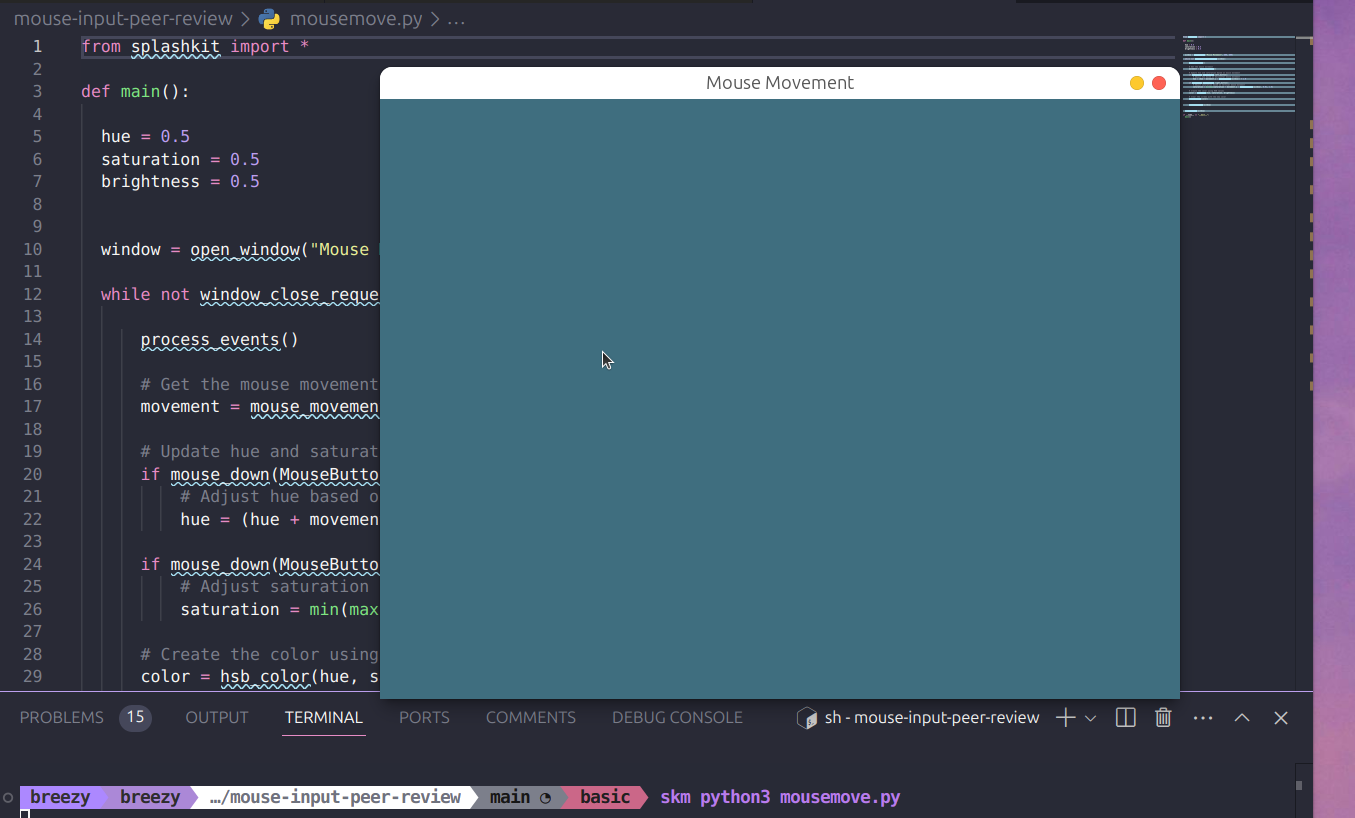 mouse-input-peer-review > mousemove.py > ...
1 from splashkit import *
2
3 def main():
4
5 hue = 0.5
6 saturation = 0.5
7 brightness = 0.5
8
9
10 window = open_window("Mouse
11
12 while not window_close_reque
13
14 process_events()
15
16 # Get the mouse movement
17 movement = mouse_movemen
18
19 # Update hue and saturat
20 if mouse_down(MouseButto
21 # Adjust hue based o
22 hue = (hue + movemen
23
24 if mouse_down(MouseButto
25 # Adjust saturation
26 saturation = min(max
27
28 # Create the color using
29 color = hsb_color(hue, s
Mouse Movement
PROBLEMS 15 OUTPUT TERMINAL PORTS COMMENTS DEBUG CONSOLE sh - mouse-input-peer-review
breezy breezy …/mouse-input-peer-review main basic skm python3 mousemove.py